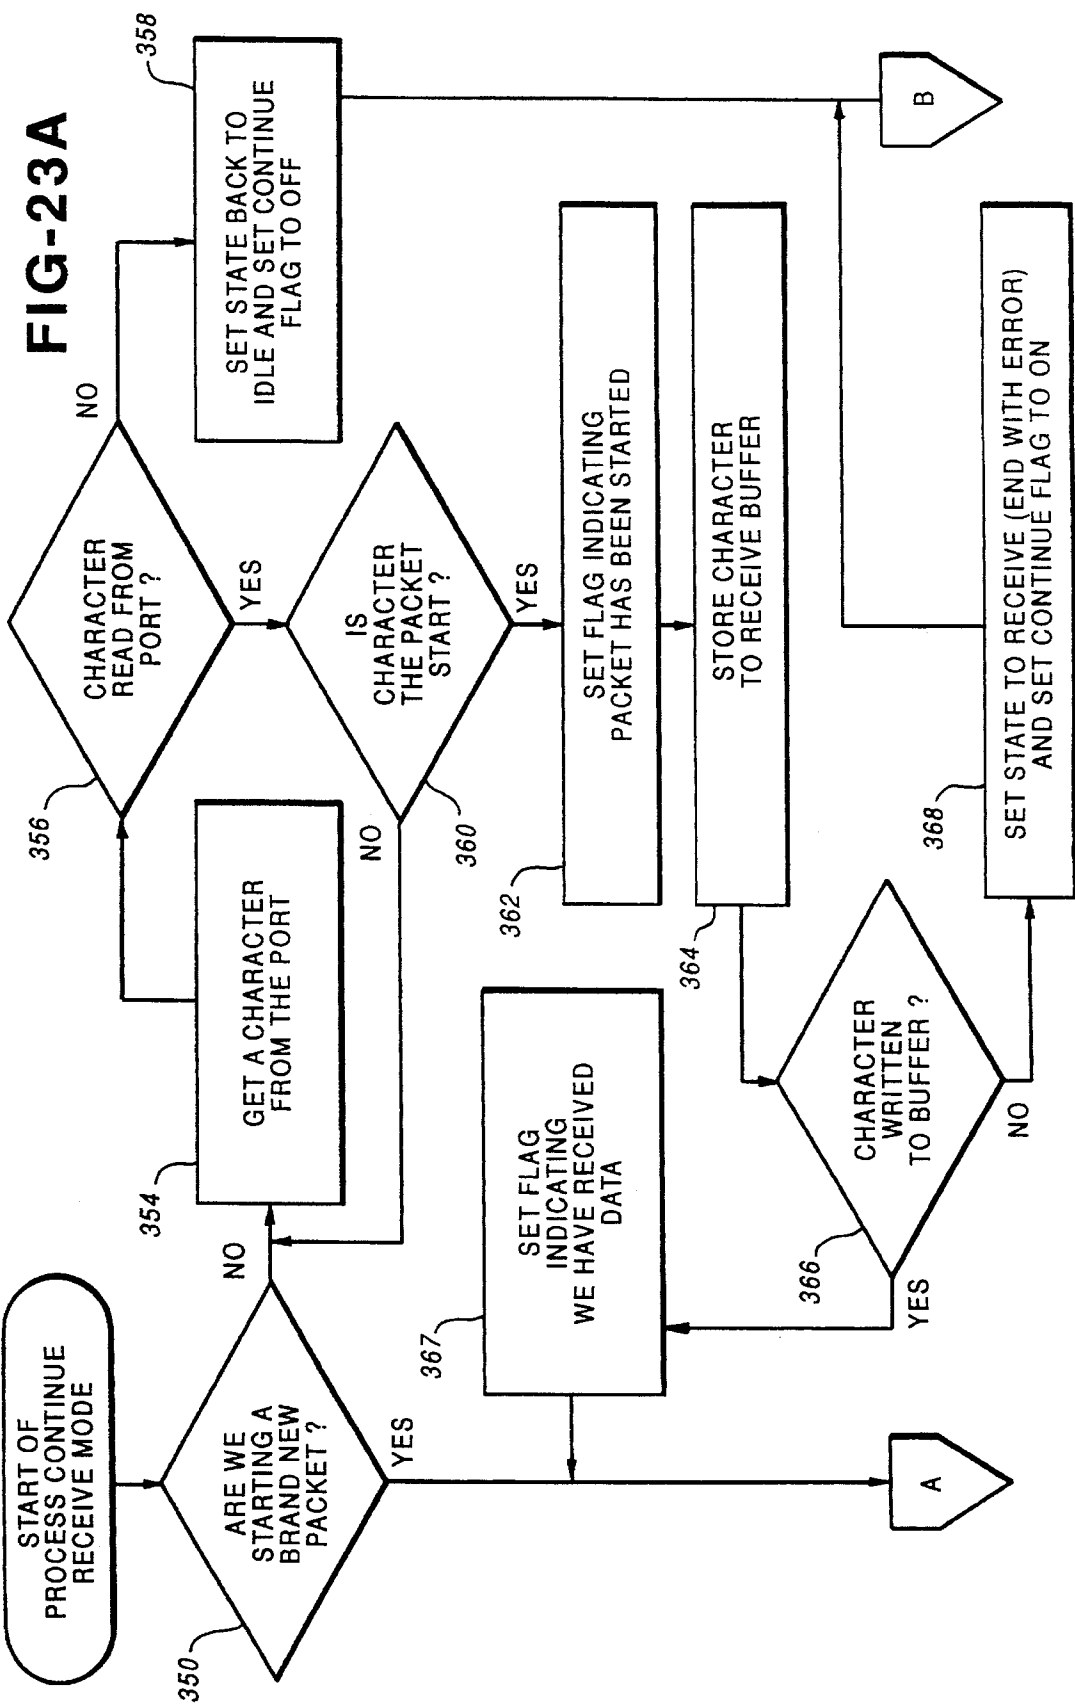 FIG-23A
START OF
PROCESS CONTINUE
RECEIVE MODE
350
ARE WE
STARTING A
BRAND NEW
PACKET ?
NO
YES
354
GET A CHARACTER
FROM THE PORT
356
CHARACTER
READ FROM
PORT ?
NO
YES
358
SET STATE BACK TO
IDLE AND SET CONTINUE
FLAG TO OFF
360
IS
CHARACTER
THE PACKET
START ?
NO
YES
362
SET FLAG INDICATING
PACKET HAS BEEN STARTED
364
STORE CHARACTER
TO RECEIVE BUFFER
366
CHARACTER
WRITTEN
TO BUFFER ?
YES
NO
367
SET FLAG
INDICATING
WE HAVE RECEIVED
DATA
368
SET STATE TO RECEIVE (END WITH ERROR)
AND SET CONTINUE FLAG TO ON
A
B